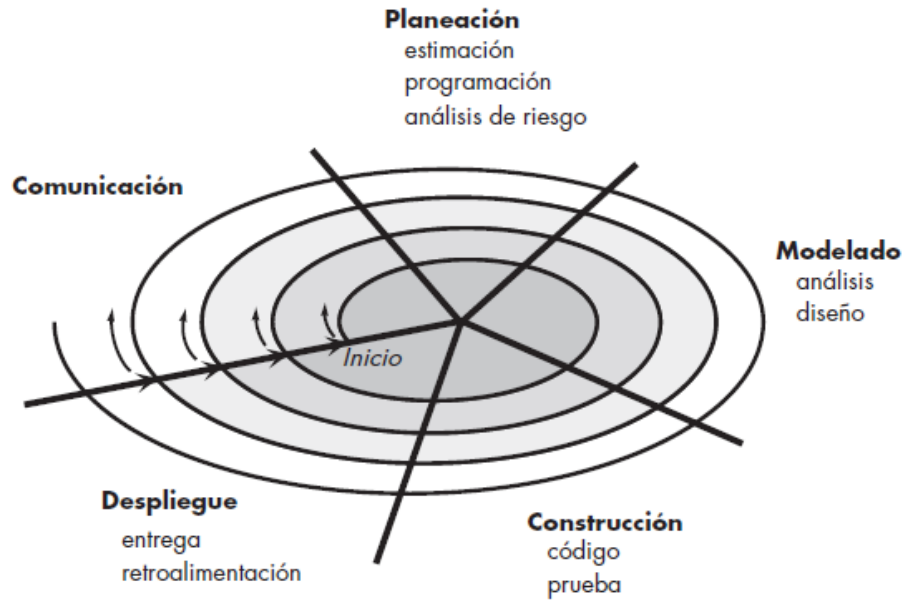 Planeación
estimación
programación
análisis de riesgo
Comunicación
Modelado
análisis
diseño
Inicio
Despliegue
entrega
retroalimentación
Construcción
código
prueba